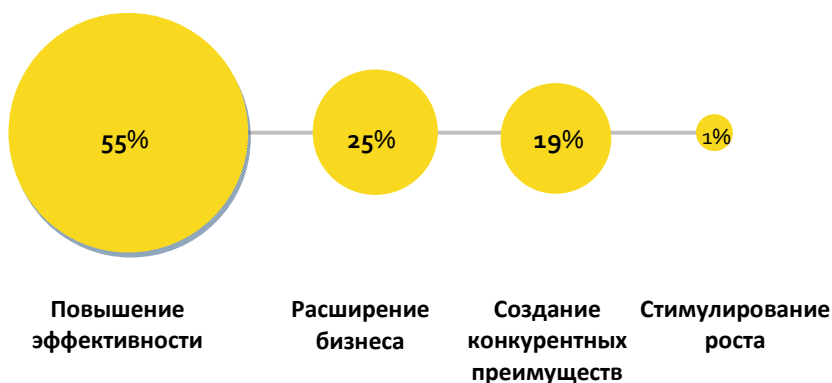 55%
25%
19%
1%
Повышение
эффективности
Расширение
бизнеса
Создание
конкурентных
преимуществ
Стимулирование
роста